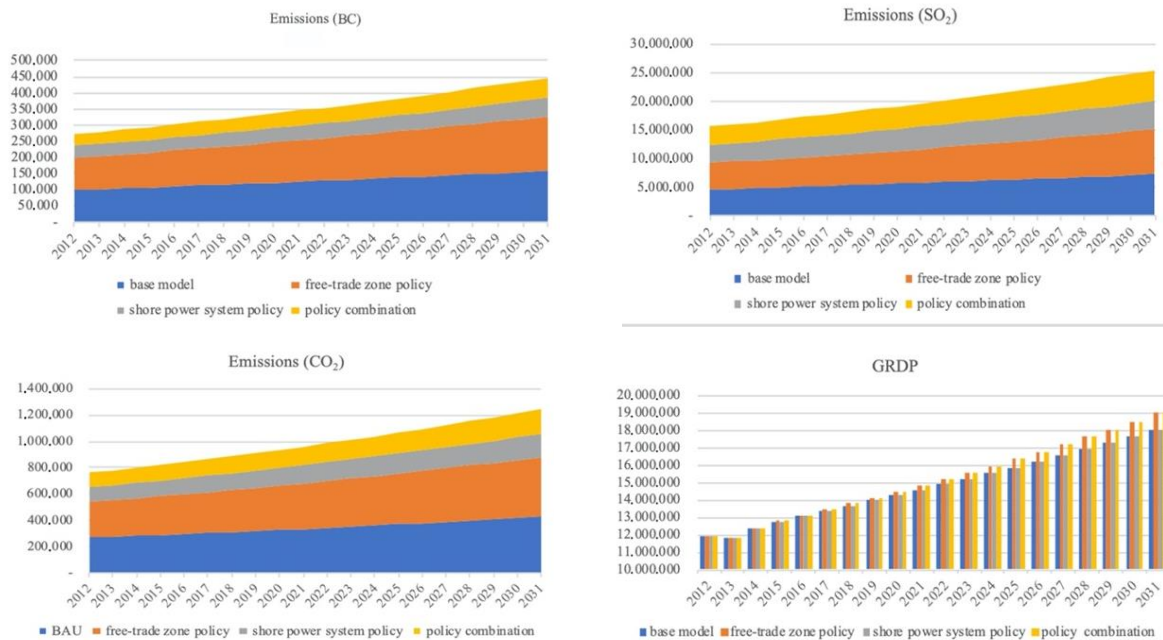 Emissions (BC)
500,000
450,000
400,000
350,000
300,000
250,000
200,000
150,000
100,000
50,000
-
2012 2013 2014 2015 2016 2017 2018 2019 2020 2021 2022 2023 2024 2025 2026 2027 2028 2029 2030 2031
base model free-trade zone policy
shore power system policy policy combination
Emissions (SO₂)
30,000,000
25,000,000
20,000,000
15,000,000
10,000,000
5,000,000
-
2012 2013 2014 2015 2016 2017 2018 2019 2020 2021 2022 2023 2024 2025 2026 2027 2028 2029 2030 2031
base model free-trade zone policy
shore power system policy policy combination
Emissions (CO₂)
1,400,000
1,200,000
1,000,000
800,000
600,000
400,000
200,000
-
2012 2013 2014 2015 2016 2017 2018 2019 2020 2021 2022 2023 2024 2025 2026 2027 2028 2029 2030 2031
BAU free-trade zone policy shore power system policy policy combination
GRDP
20,000,000
19,000,000
18,000,000
17,000,000
16,000,000
15,000,000
14,000,000
13,000,000
12,000,000
11,000,000
10,000,000
2012 2013 2014 2015 2016 2017 2018 2019 2020 2021 2022 2023 2024 2025 2026 2027 2028 2029 2030 2031
base model free-trade zone policy shore power system policy policy combination